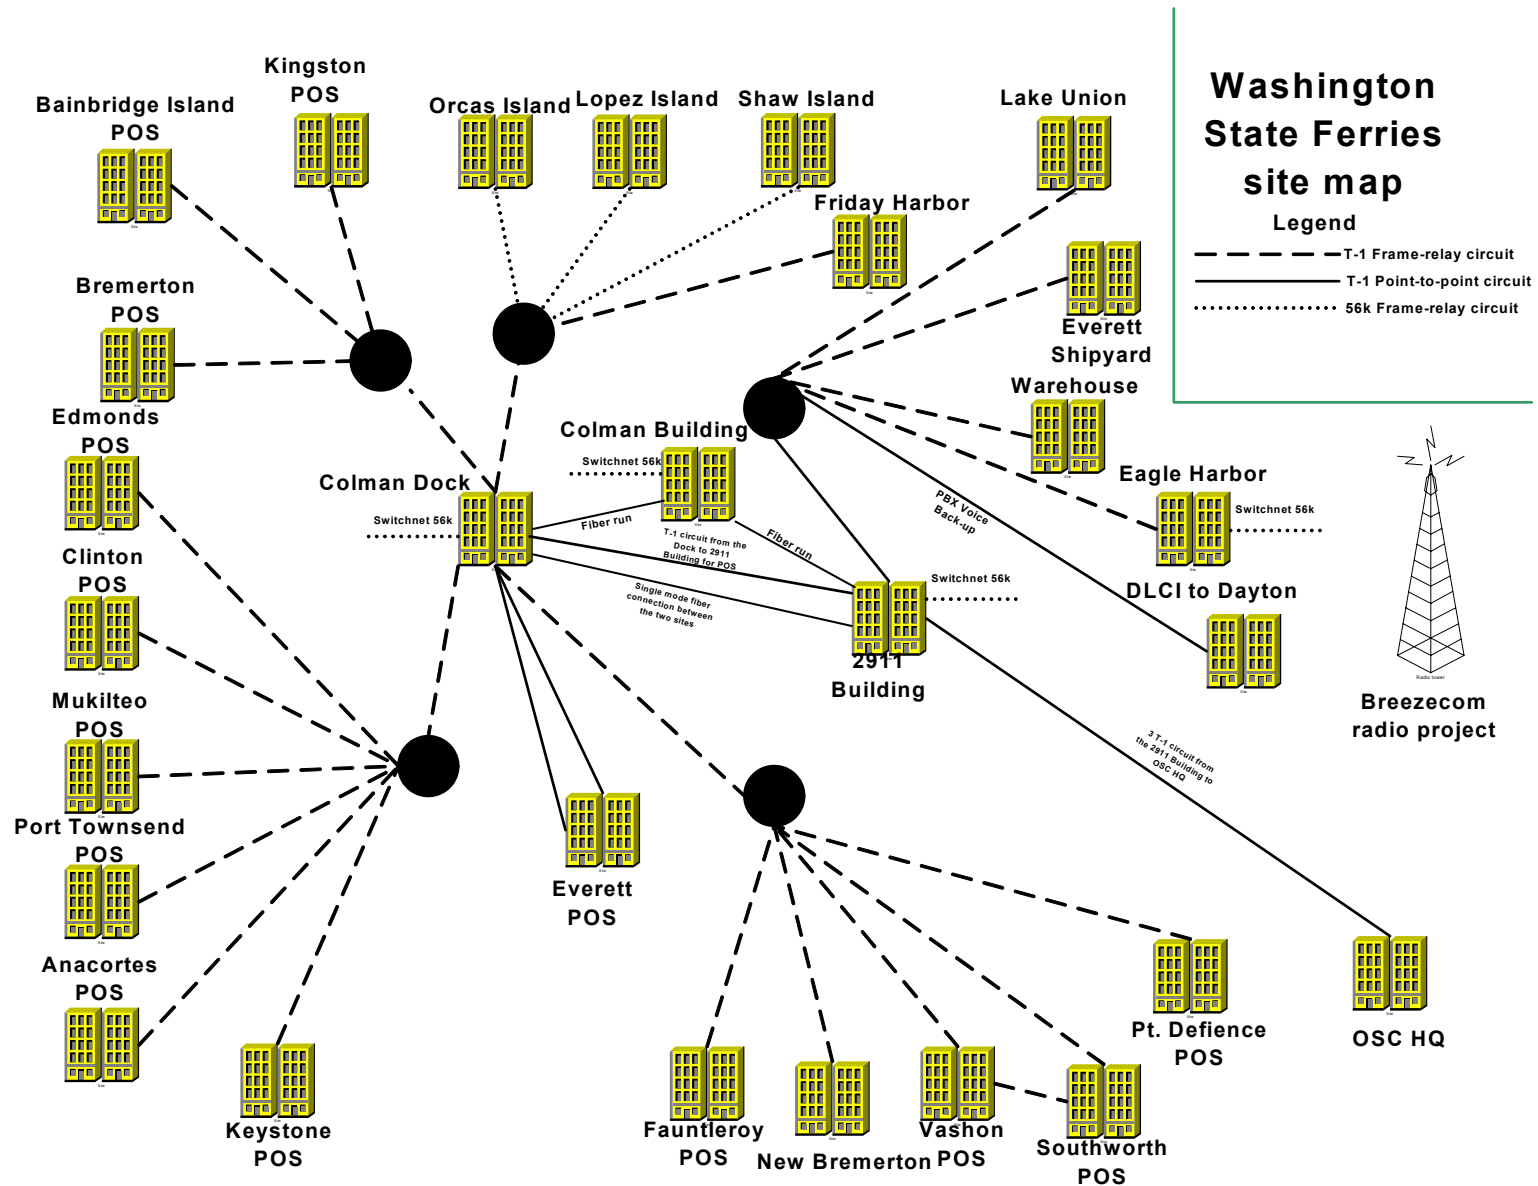 Washington
State Ferries
site map
Legend
T-1 Frame-relay circuit
T-1 Point-to-point circuit
56k Frame-relay circuit
Kingston
POS
Bainbridge Island
POS
Orcas Island
Lopez Island
Shaw Island
Lake Union
Friday Harbor
Bremerton
POS
Everett
Shipyard
Warehouse
Edmonds
POS
Colman Building
Switchnet 56k
Eagle Harbor
Switchnet 56k
Colman Dock
Switchnet 56k
Fiber run
T-1 circuit from the
Dock to 2911
Building for POS
Fiber run
PBX Voice
Back-up
Clinton
POS
Single mode fiber
connection between
the two sites
Switchnet 56k
2911
Building
DLCI to Dayton
Radio tower
Breezecom
radio project
Mukilteo
POS
3 T-1 circuit from
the 2911 Building to
OSC HQ
Port Townsend
POS
Everett
POS
Anacortes
POS
Keystone
POS
Fauntleroy
POS
New Bremerton
Vashon
POS
Southworth
POS
Pt. Defience
POS
OSC HQ